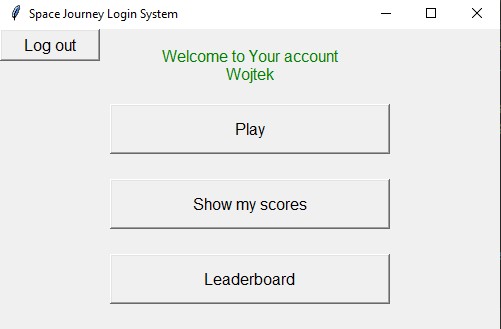 Space Journey Login System
Log out
Welcome to Your account
Wojtek
Play
Show my scores
Leaderboard